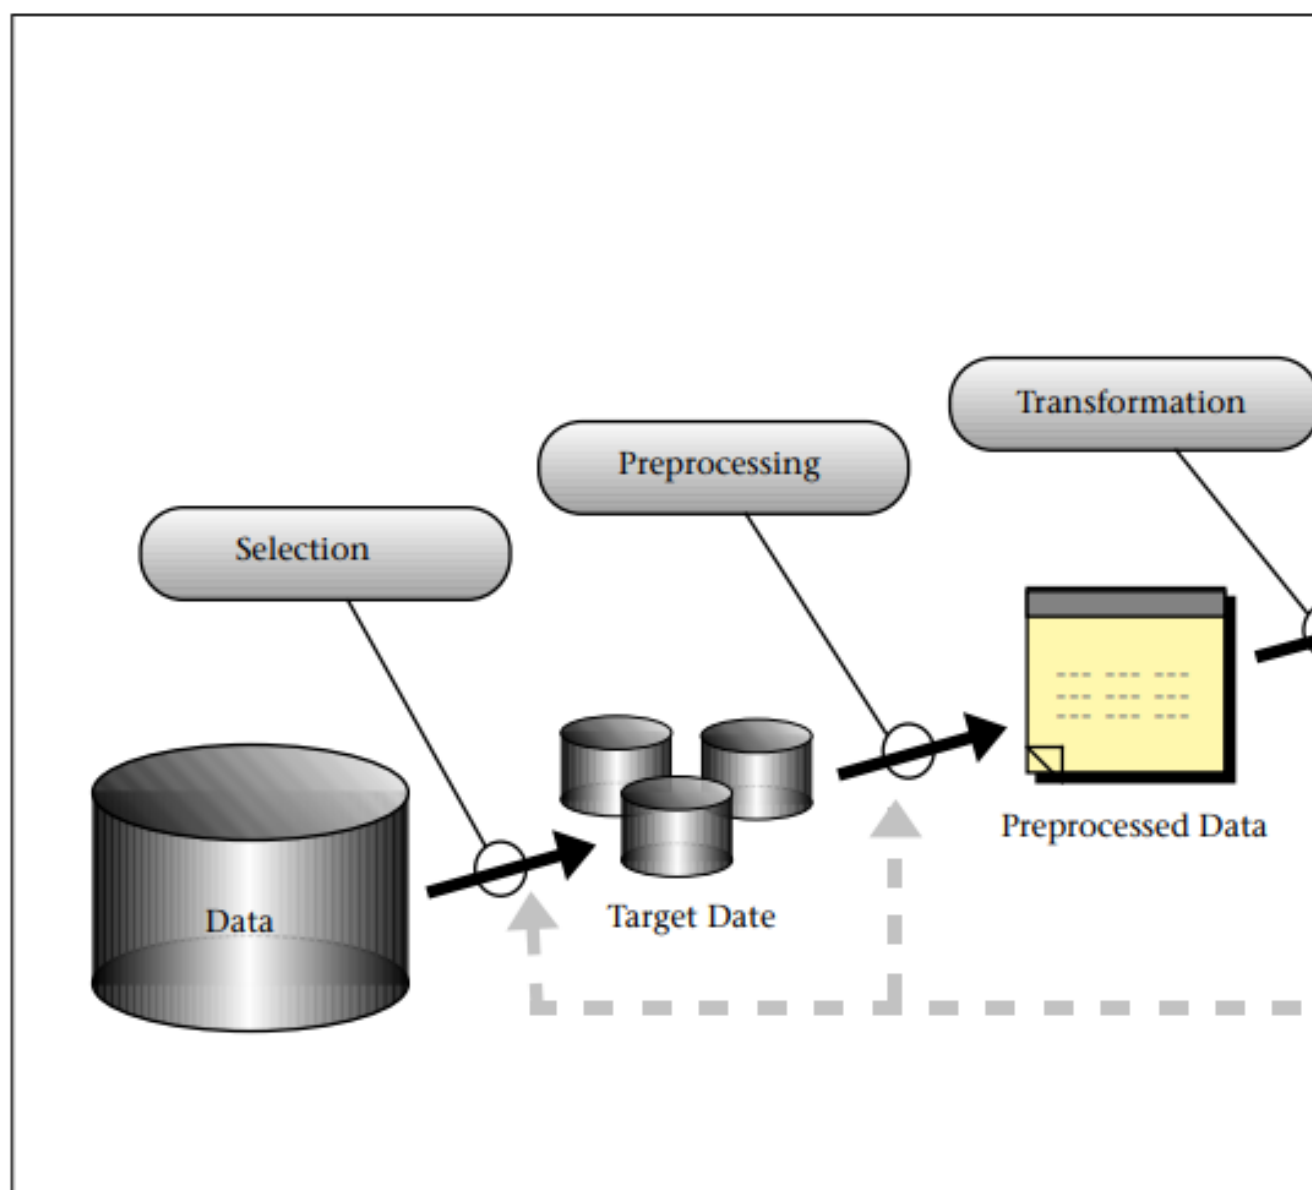 Transformation
Preprocessing
Selection
Preprocessed Data
Target Date
Data